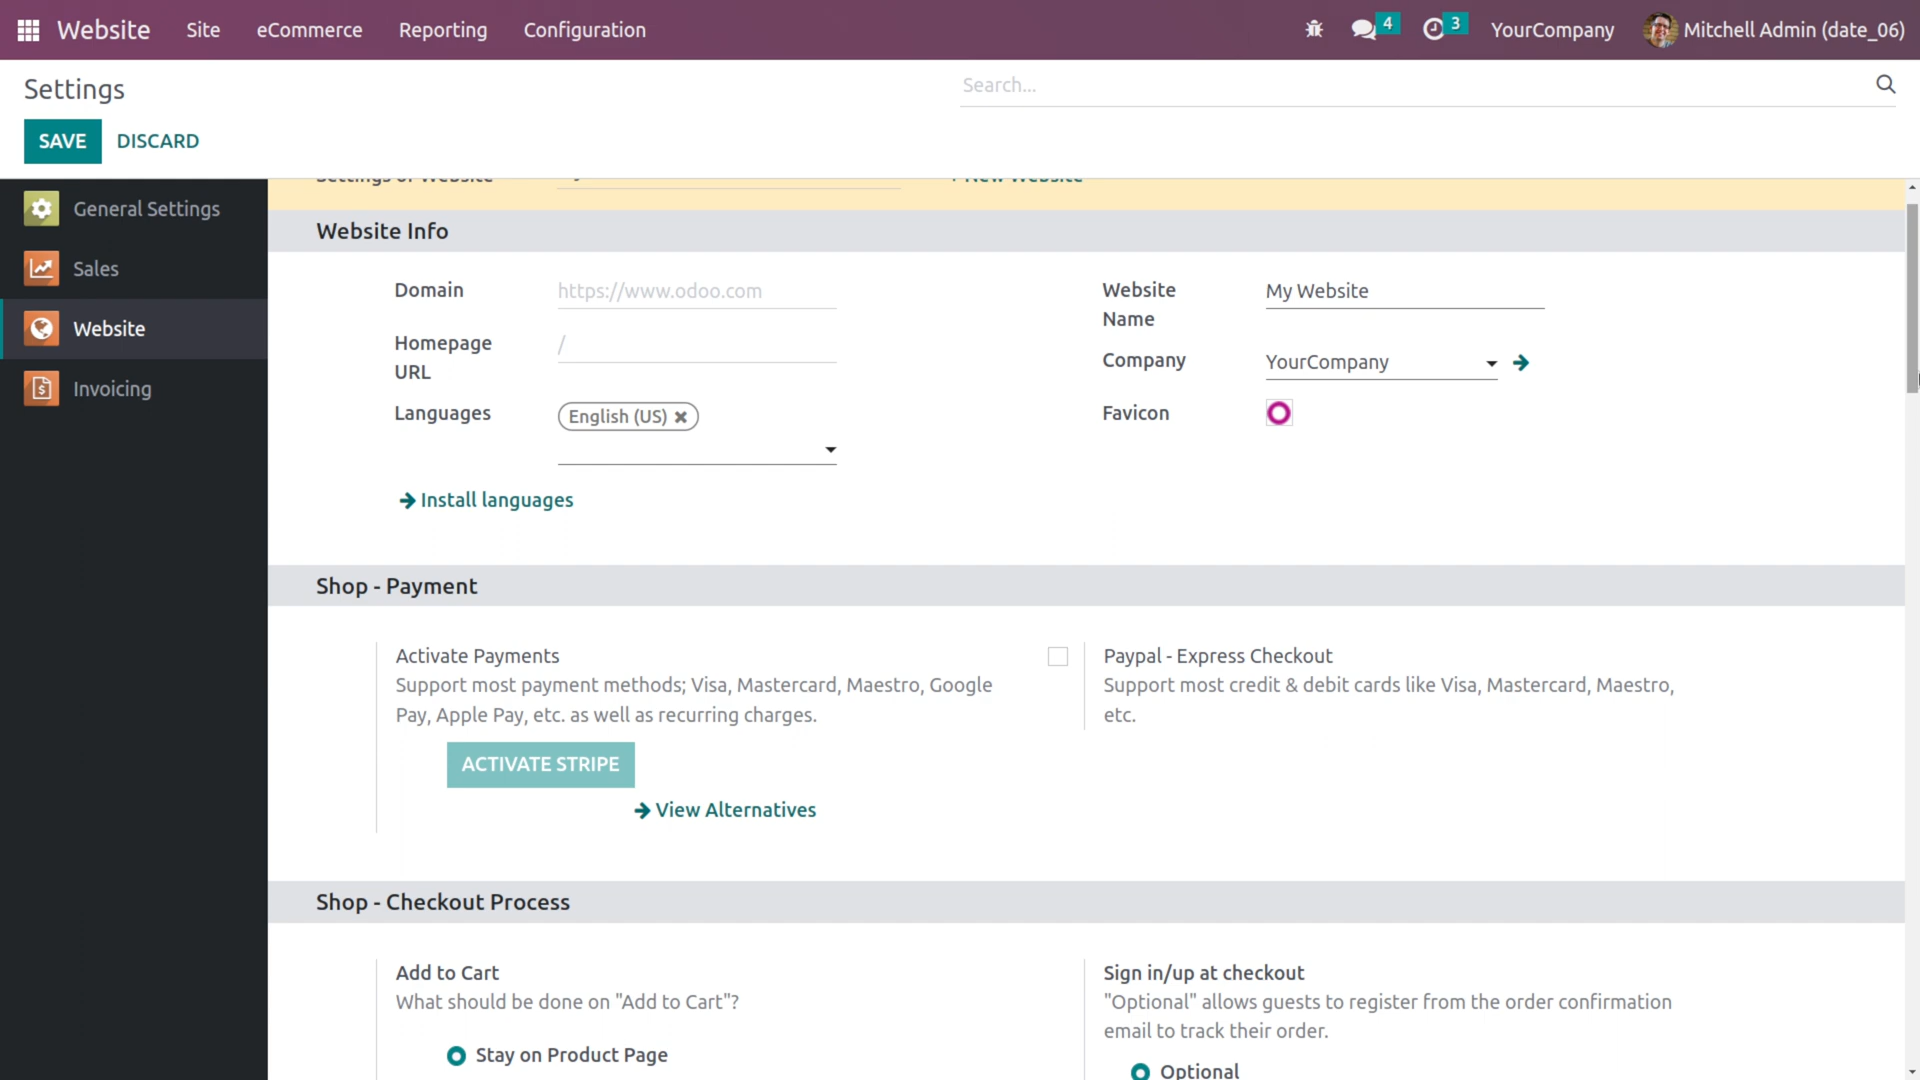 Website Site eCommerce Reporting Configuration 4 3 YourCompany Mitchell Admin (date_06)
Settings
Search...
SAVE DISCARD
General Settings
Sales
Website
Invoicing
Settings of Website
+ New Website
Website Info
Domain
https://www.odoo.com
Homepage
URL
/
Languages
English (US)
Install languages
Website
Name
My Website
Company
YourCompany
Favicon
Shop - Payment
Activate Payments
Support most payment methods; Visa, Mastercard, Maestro, Google
Pay, Apple Pay, etc. as well as recurring charges.
ACTIVATE STRIPE
View Alternatives
Paypal - Express Checkout
Support most credit & debit cards like Visa, Mastercard, Maestro,
etc.
Shop - Checkout Process
Add to Cart
What should be done on "Add to Cart"?
Stay on Product Page
Sign in/up at checkout
"Optional" allows guests to register from the order confirmation
email to track their order.
Optional